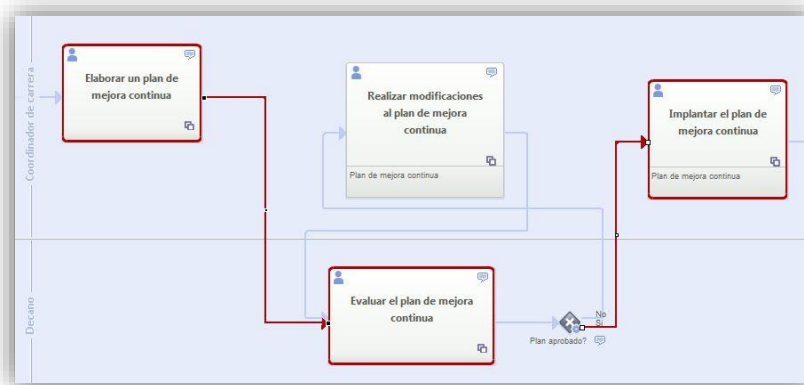 Coordinador de carrera
Elaborar un plan de
mejora continua
Realizar modificaciones
al plan de mejora
continua
Plan de mejora continua
Implantar el plan de
mejora continua
Plan de mejora continua
Decano
Evaluar el plan de mejora
continua
No
Si
Plan aprobado?